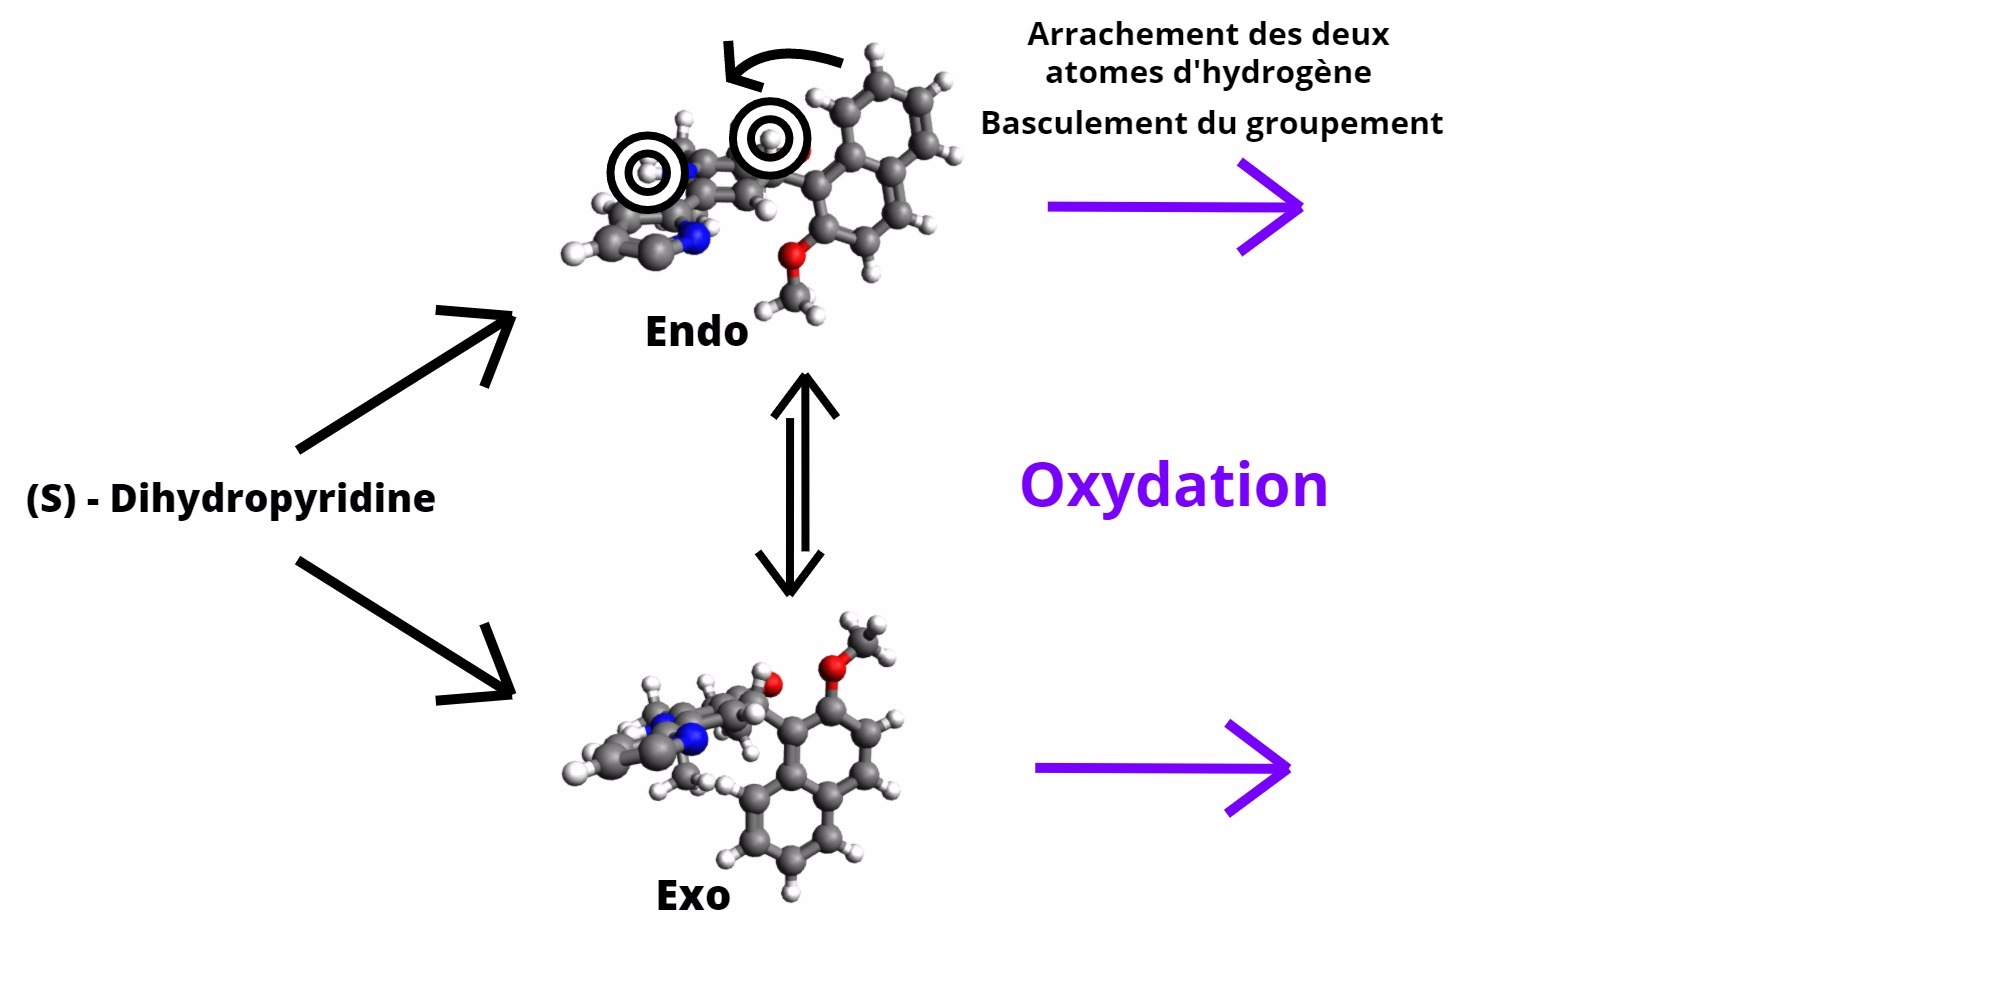 Arrachement des deux
atomes d'hydrogène
Basculement du groupement
Endo
(S) - Dihydropyridine
Oxydation
Exo